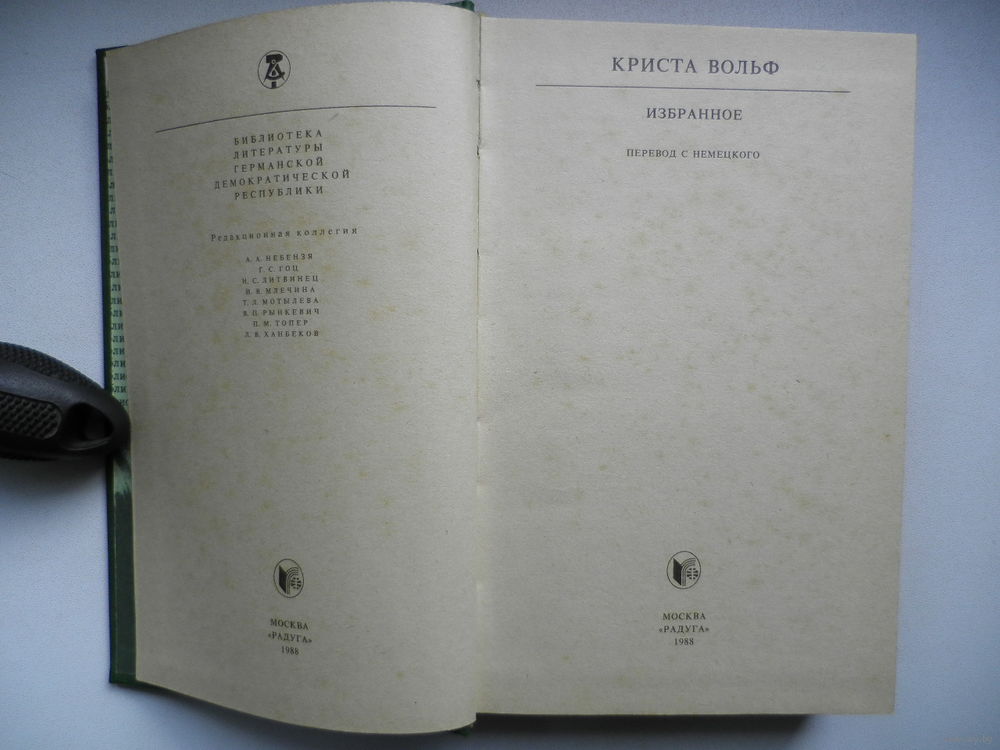 БИБЛИОТЕКА
ЛИТЕРАТУРЫ
ГЕРМАНСКОЙ
ДЕМОКРАТИЧЕСКОЙ
РЕСПУБЛИКИ
Редакционная коллегия
А. А. НЕБЕНЗЯ
Г. С. ГОЦ
Н. С. ЛИТВИНЕЦ
И. В. МЛЕЧИНА
Т. Л. МОТЫЛЕВА
В. П. РЫНКЕВИЧ
П. М. ТОПЕР
Л. В. ХАНБЕКОВ
МОСКВА
«РАДУГА»
1988
КРИСТА ВОЛЬФ
ИЗБРАННОЕ
ПЕРЕВОД С НЕМЕЦКОГО
МОСКВА
«РАДУГА»
1988